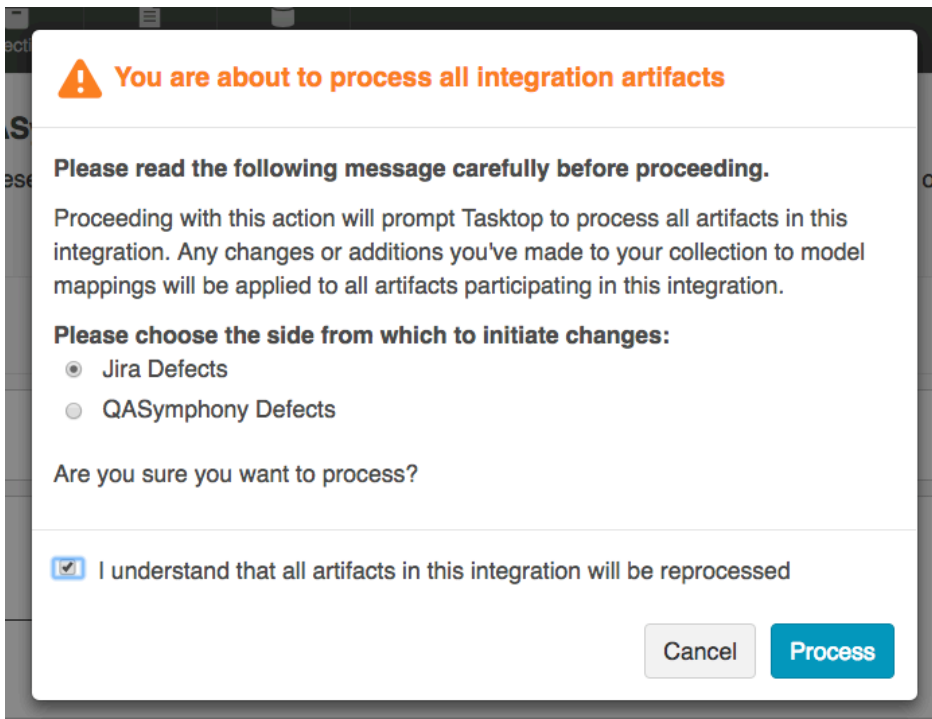 You are about to process all integration artifacts
Please read the following message carefully before proceeding.
Proceeding with this action will prompt Tasktop to process all artifacts in this
integration. Any changes or additions you've made to your collection to model
mappings will be applied to all artifacts participating in this integration.
Please choose the side from which to initiate changes:
Jira Defects
QASymphony Defects
Are you sure you want to process?
I understand that all artifacts in this integration will be reprocessed
Cancel
Process